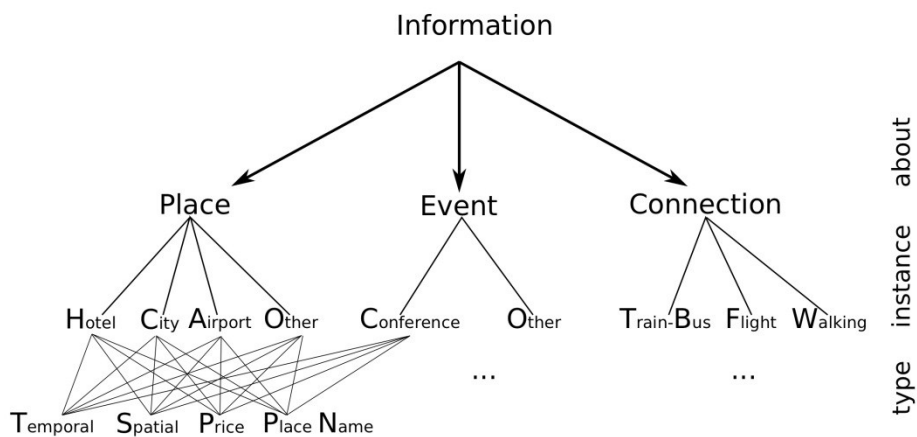 Information
about
Place Event Connection
instance
Hotel City Airport Other Conference Other Train-Bus Flight Walking
... ...
type
Temporal Spatial Price Place Name